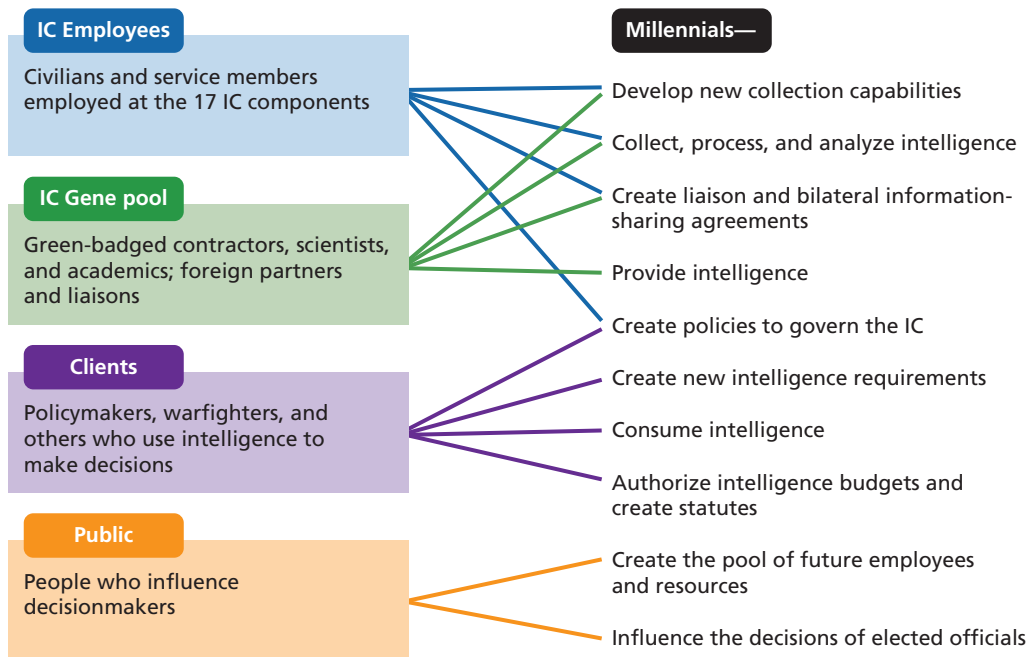 IC Employees
Civilians and service members
employed at the 17 IC components
IC Gene pool
Green-badged contractors, scientists,
and academics; foreign partners
and liaisons
Clients
Policymakers, warfighters, and
others who use intelligence to
make decisions
Public
People who influence
decisionmakers
Millennials—
Develop new collection capabilities
Collect, process, and analyze intelligence
Create liaison and bilateral information-
sharing agreements
Provide intelligence
Create policies to govern the IC
Create new intelligence requirements
Consume intelligence
Authorize intelligence budgets and
create statutes
Create the pool of future employees
and resources
Influence the decisions of elected officials